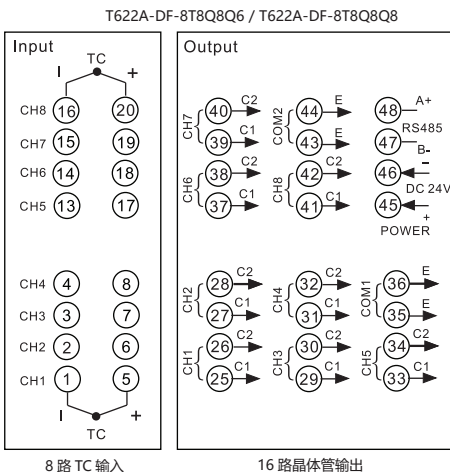 T622A-DF-8T8Q8Q6 / T622A-DF-8T8Q8Q8
Input
TC
I +
CH8 16 20
CH7 15 19
CH6 14 18
CH5 13 17
CH4 4 8
CH3 3 7
CH2 2 6
CH1 1 5
I +
TC
8 路 TC 输入
Output
CH7 40 C2 COM2 44 E 48 A+
39 C1 43 E 47 RS485
B-
CH6 38 C2 CH8 42 C2 46 -
DC 24V
37 C1 41 C1 45 +
POWER
CH2 28 C2 CH4 32 C2 COM1 36 E
27 C1 31 C1 35 E
CH1 26 C2 CH3 30 C2 CH5 34 C2
25 C1 29 C1 33 C1
16 路晶体管输出